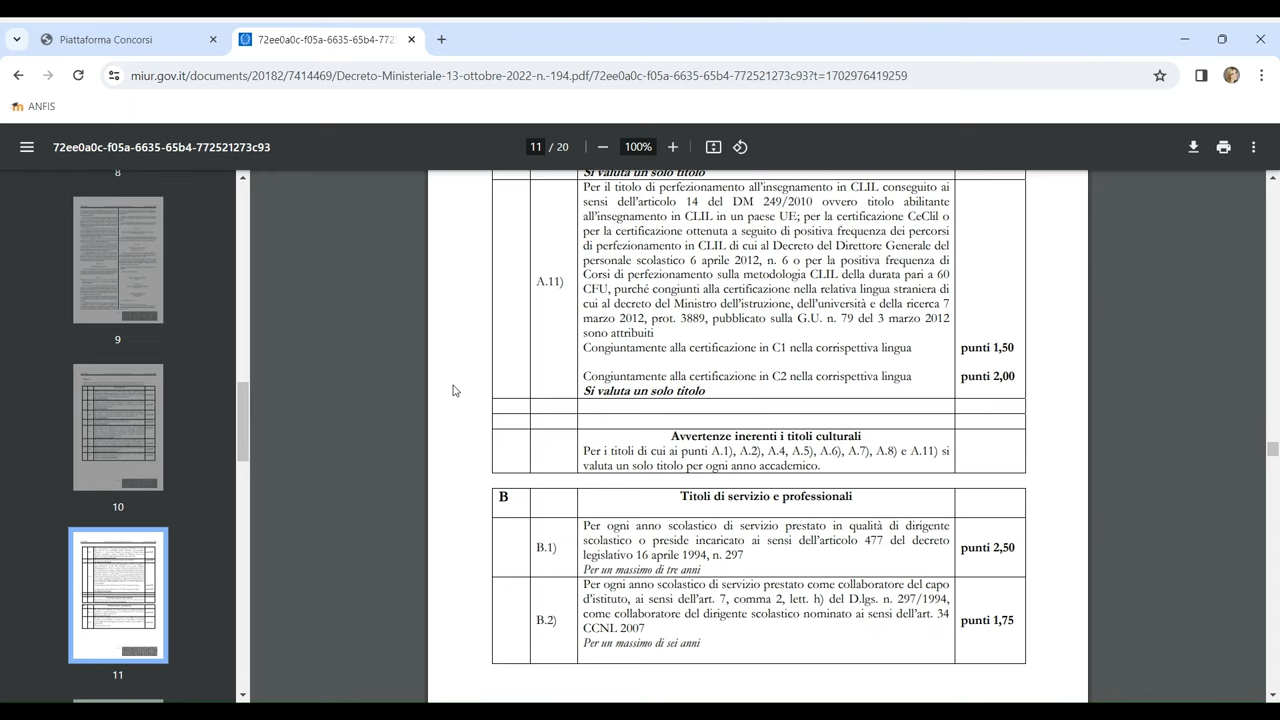 Piattaforma Concorsi
72ee0a0c-f05a-6635-65b4-772
miur.gov.it/documents/20182/7414469/Decreto-Ministeriale-13-ottobre-2022-n.-194.pdf/72ee0a0c-f05a-6635-65b4-772521273c93?t=1702976419259
ANFIS
72ee0a0c-f05a-6635-65b4-772521273c93
11 / 20
100%
8
9
10
11
Si valuta un solo titolo
A.11)
Per il titolo di perfezionamento all’insegnamento in CLIL conseguito ai
sensi dell’articolo 14 del DM 249/2010 ovvero titolo abilitante
all’insegnamento in CLIL in un paese UE; per la certificazione CeClil o
per la certificazione ottenuta a seguito di positiva frequenza dei percorsi
di perfezionamento in CLIL di cui al Decreto del Direttore Generale del
personale scolastico 6 aprile 2012, n. 6 o per la positiva frequenza di
Corsi di perfezionamento sulla metodologia CLIL della durata pari a 60
CFU, purché congiunti alla certificazione nella relativa lingua straniera di
cui al decreto del Ministro dell’istruzione, dell’università e della ricerca 7
marzo 2012, prot. 3889, pubblicato sulla G.U. n. 79 del 3 marzo 2012
sono attribuiti
Congiuntamente alla certificazione in C1 nella corrispettiva lingua punti 1,50
Congiuntamente alla certificazione in C2 nella corrispettiva lingua punti 2,00
Si valuta un solo titolo
Avvertenze inerenti i titoli culturali
Per i titoli di cui ai punti A.1), A.2), A.4, A.5), A.6), A.7), A.8) e A.11) si
valuta un solo titolo per ogni anno accademico.
B Titoli di servizio e professionali
B.1)
Per ogni anno scolastico di servizio prestato in qualità di dirigente
scolastico o preside incaricato ai sensi dell’articolo 477 del decreto
legislativo 16 aprile 1994, n. 297
Per un massimo di tre anni
punti 2,50
B.2)
Per ogni anno scolastico di servizio prestato come collaboratore del capo
d’istituto, ai sensi dell’art. 7, comma 2, lett. h) del D.lgs. n. 297/1994,
come collaboratore del dirigente scolastico nominato ai sensi dell’art. 34
CCNL 2007
Per un massimo di sei anni
punti 1,75